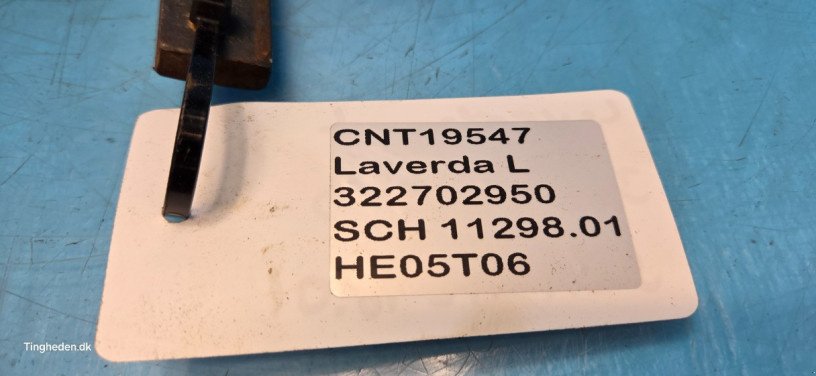 CNT19547
Laverda L
322702950
SCH 11298.01
HE05T06
Tingheden.dk